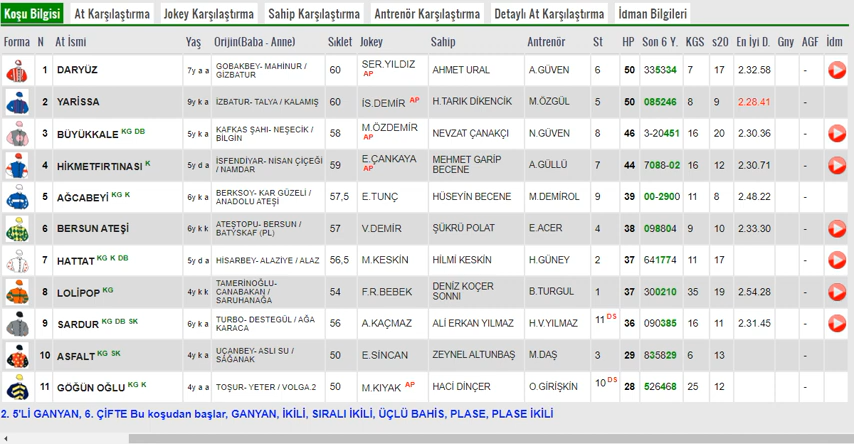 Koşu Bilgisi At Karşılaştırma Jokey Karşılaştırma Sahip Karşılaştırma Antrenör Karşılaştırma Detaylı At Karşılaştırma İdman Bilgileri
Forma N At İsmi Yaş Orijin(Baba - Anne) Sıklet Jokey Sahip Antrenör St HP Son 6 Y. KGS s20 En İyi D. Gny AGF İdm
1 DARYÜZ 7y a a GOBAKBEY- MAHİNUR / GIZBATUR 60 SER.YILDIZ AP AHMET URAL A.GÜVEN 6 50 335334 7 17 2.32.58 -
2 YARİSSA 9y k a İZBATUR- TALYA / KALAMIŞ 60 İS.DEMİR AP H.TARIK DİKENCİK M.ÖZGÜL 5 50 085246 8 9 2.28.41 -
3 BÜYÜKKALE KG DB 5y k a KAFKAS ŞAHI- NEŞECİK / BİLGİN 58 M.ÖZDEMİR AP NEVZAT ÇANAKÇI N.GÜVEN 8 46 3-20451 16 20 2.30.36 -
4 HİKMETFIRTINASI K 5y d a İSFENDİYAR- NİSAN ÇİÇEĞİ / NAMDAR 59 E.ÇANKAYA AP MEHMET GARİP BECENE A.GÜLLÜ 7 44 7088-02 16 12 2.30.71 -
5 AĞCABEYİ KG K 6y k a BERKSOY- KAR GÜZELİ / ANADOLU ATEŞİ 57,5 E.TUNÇ HÜSEYİN BECENE M.DEMİROL 9 39 00-2900 11 8 2.48.22 -
6 BERSUN ATEŞİ 6y k k ATEŞTOPU- BERSUN / BATYSKAF (PL) 57 V.DEMİR ŞÜKRÜ POLAT E.ACER 4 38 098804 9 10 2.33.30 -
7 HATTAT KG K DB 5y d a HİSARBEY- ALAZİYE / ALAZ 56,5 M.KESKİN HİLMİ KESKİN H.GÜNEY 2 37 641774 11 17 -
8 LOLİPOP KG 4y k k TAMERİNOĞLU- CANABAKAN / SARUHANAĞA 54 F.R.BEBEK DENİZ KOÇER SONNI B.TURGUL 1 37 300210 35 19 2.54.28 -
9 SARDUR KG DB SK 6y k a TURBO- DESTEGÜL / AĞA KARACA 56 A.KAÇMAZ ALİ ERKAN YILMAZ H.V.YILMAZ 11 DS 36 090385 16 11 2.31.45 -
10 ASFALT KG SK 4y k a UÇANBEY- ASLI SU / SAĞANAK 50 E.SİNCAN ZEYNEL ALTUNBAŞ M.DAŞ 3 29 835829 6 13 -
11 GÖĞÜN OĞLU KG K 4y a a TOŞUR- YETER / VOLGA.2 50 M.KIYAK AP HACİ DİNÇER O.GİRİŞKİN 10 DS 28 526468 25 12 -
2. 5'Lİ GANYAN, 6. ÇİFTE Bu koşudan başlar, GANYAN, İKİLİ, SIRALI İKİLİ, ÜÇLÜ BAHİS, PLASE, PLASE İKİLİ